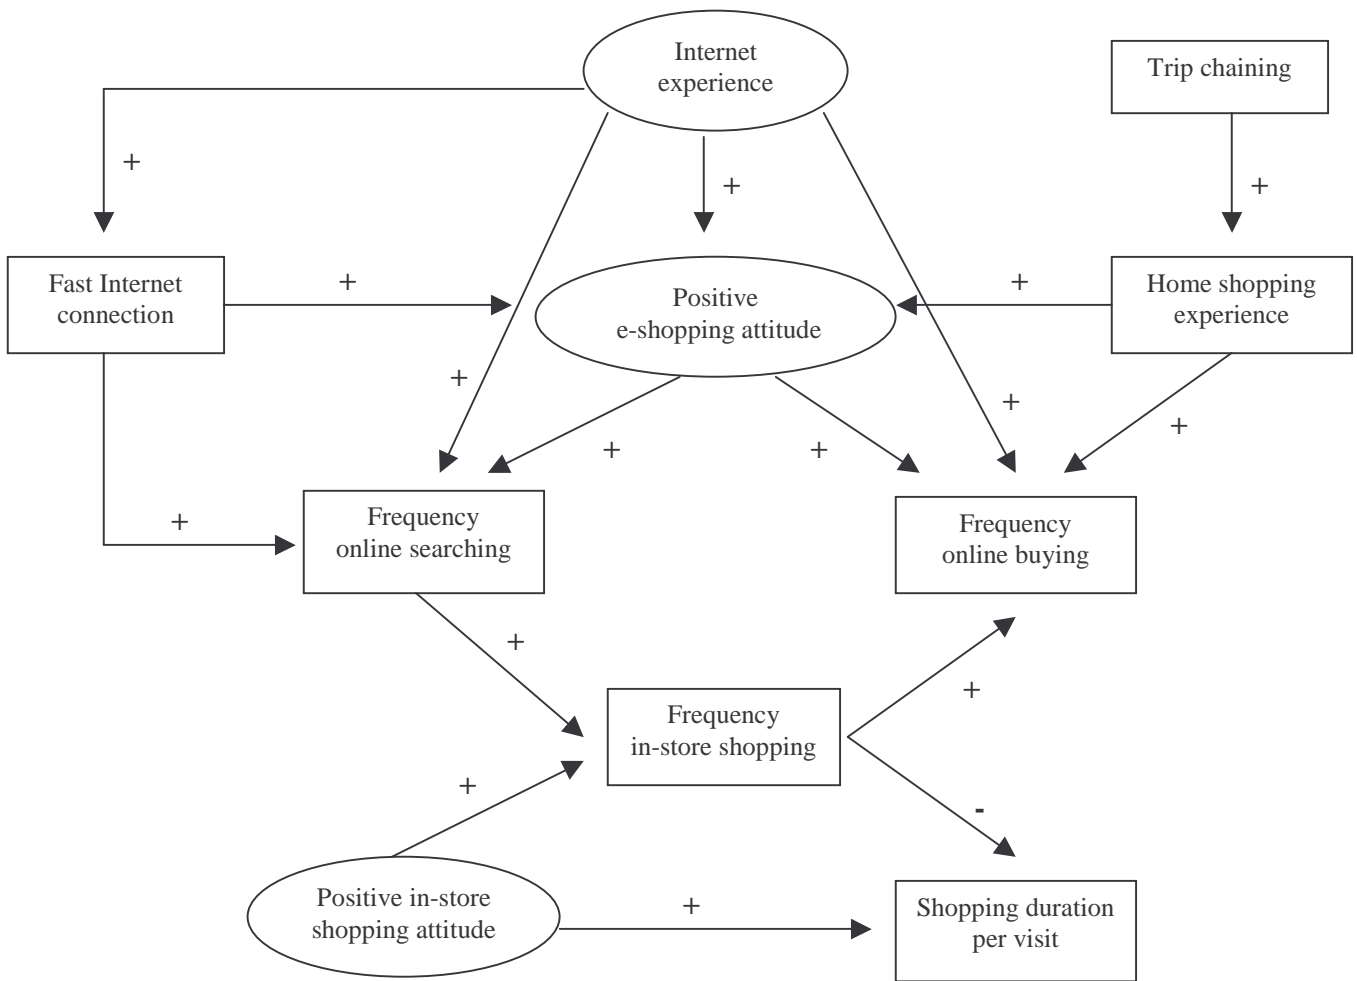 Internet
experience
Trip chaining
+
+
+
Fast Internet
connection
+
Positive
e-shopping attitude
+
Home shopping
experience
+
+
+
+
+
Frequency
online searching
+
Frequency
online buying
+
Frequency
in-store shopping
+
+
-
Positive in-store
shopping attitude
+
Shopping duration
per visit